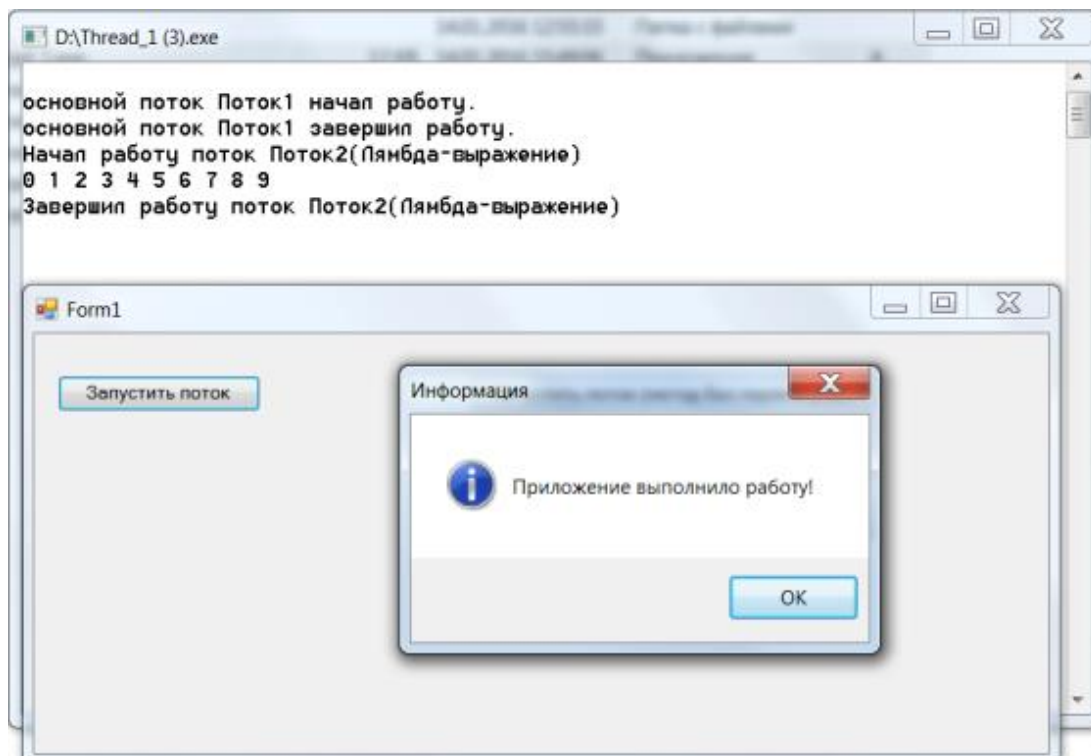 D:\Thread_1 (3).exe
основной поток Поток1 начал работу.
основной поток Поток1 завершил работу.
Начал работу поток Поток2(Лямбда-выражение)
0 1 2 3 4 5 6 7 8 9
Завершил работу поток Поток2(Лямбда-выражение)
Form1
Запустить поток
Информация
Приложение выполнило работу!
OK